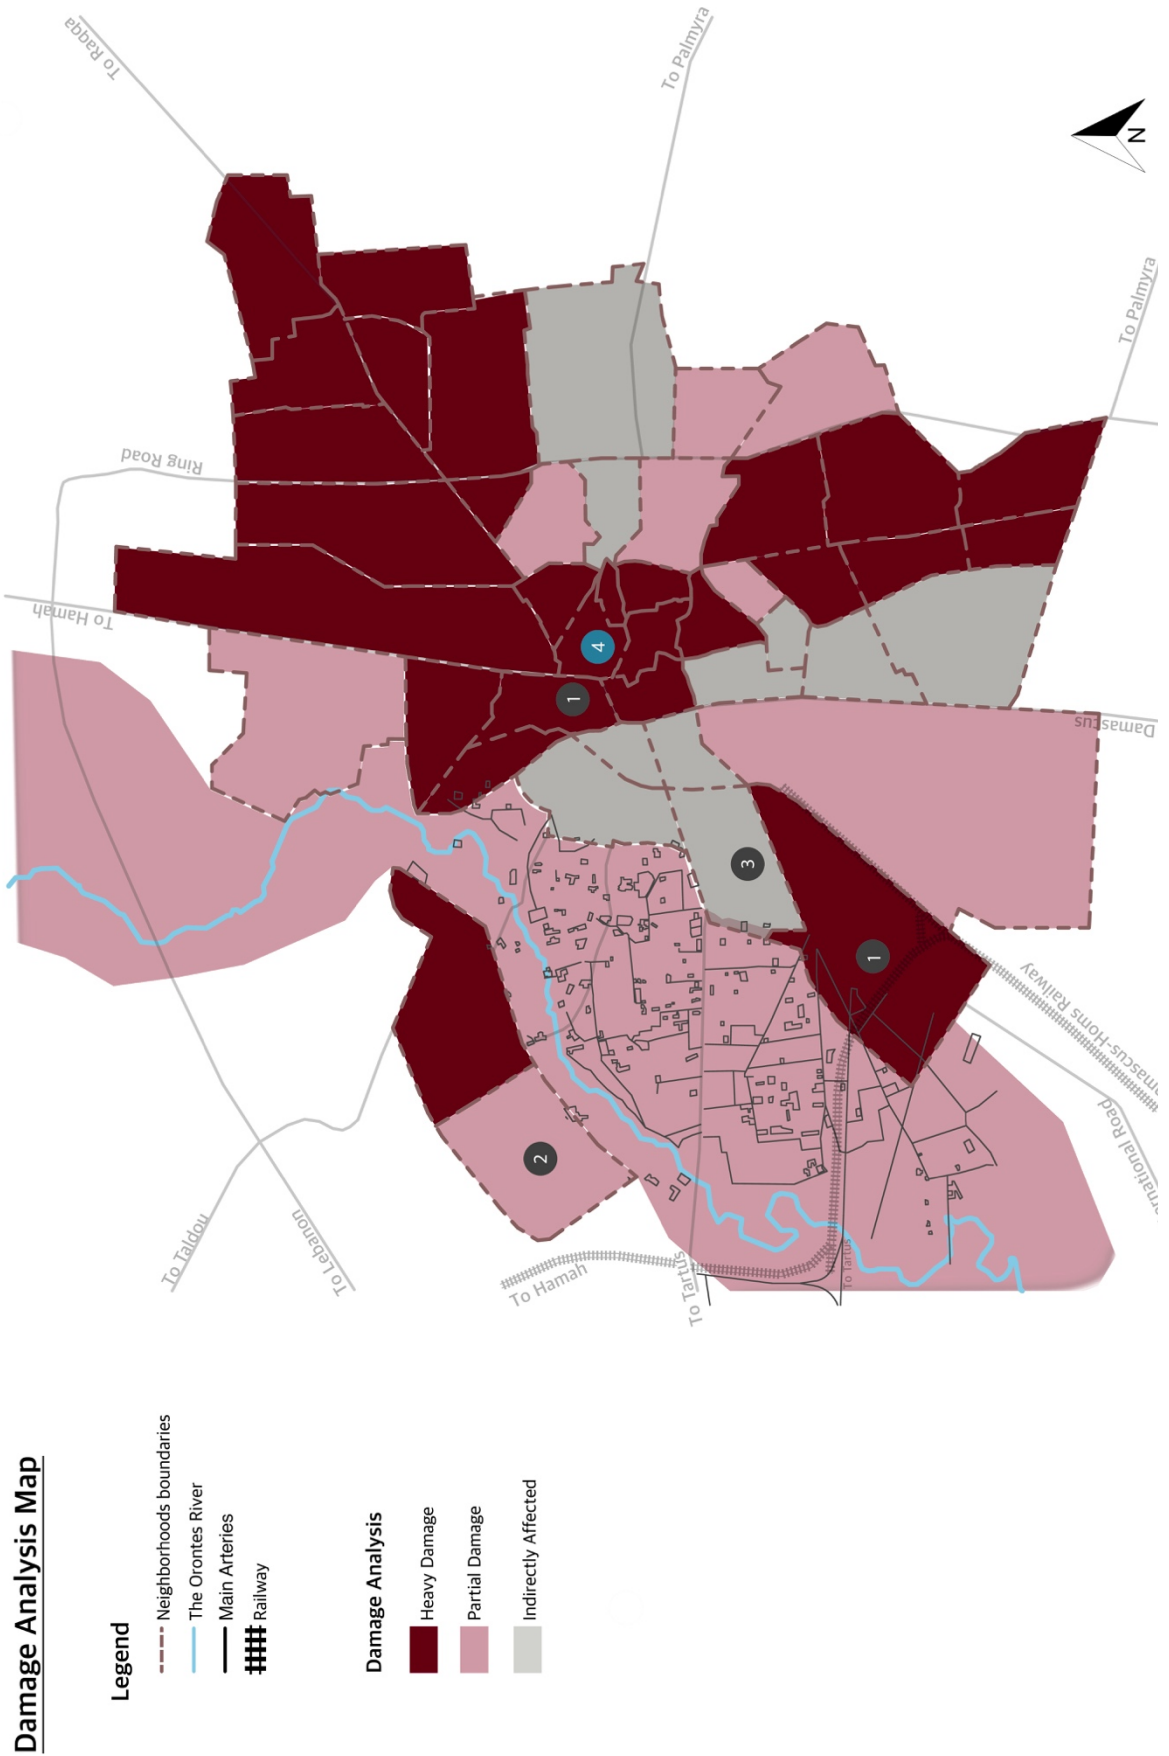 Damage Analysis Map
Legend
Neighborhoods boundaries
The Orontes River
Main Arteries
Railway
Damage Analysis
Heavy Damage
Partial Damage
Indirectly Affected
To Raqqa
To Palmyra
To Palmyra
Ring Road
To Hamah
Damascus
To Taldou
To Lebanon
To Hamah
To Tartus
To Tartus
mascus-Homs Railway
ernational Road
N
1
1
2
3
4